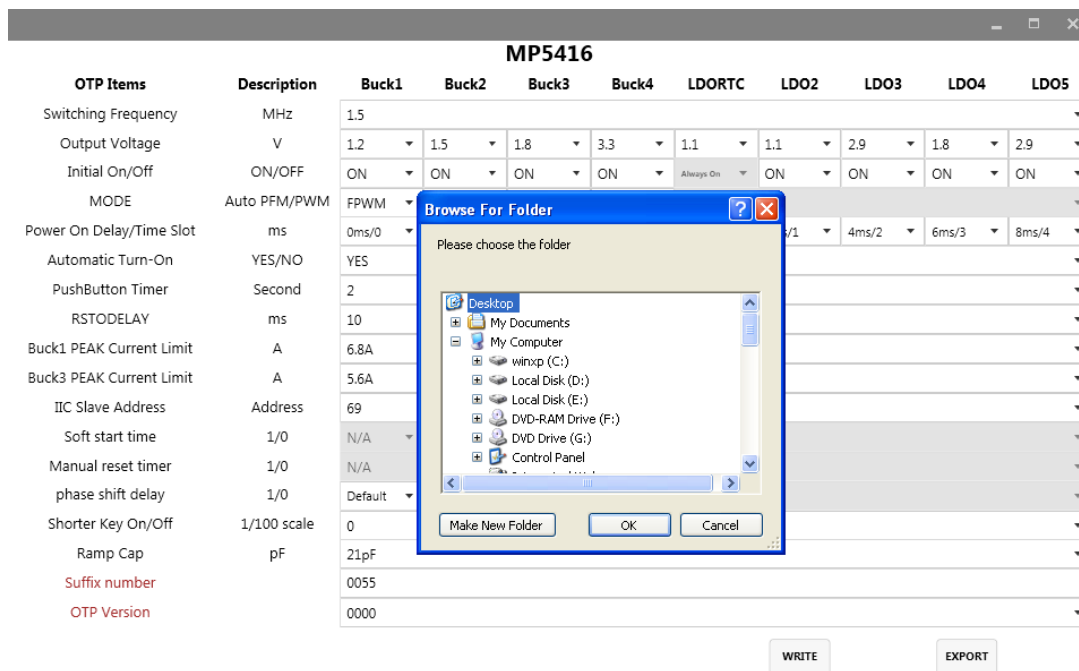 MP5416
OTP Items Description Buck1 Buck2 Buck3 Buck4 LDORTC LDO2 LDO3 LDO4 LDO5
Switching Frequency MHz 1.5
Output Voltage V 1.2 1.5 1.8 3.3 1.1 1.1 2.9 1.8 2.9
Initial On/Off ON/OFF ON ON ON ON Always On ON ON ON ON
MODE Auto PFM/PWM FPWM
Power On Delay/Time Slot ms 0ms/0 /1 4ms/2 6ms/3 8ms/4
Automatic Turn-On YES/NO YES
PushButton Timer Second 2
RSTODELAY ms 10
Buck1 PEAK Current Limit A 6.8A
Buck3 PEAK Current Limit A 5.6A
IIC Slave Address Address 69
Soft start time 1/0 N/A
Manual reset timer 1/0 N/A
phase shift delay 1/0 Default
Shorter Key On/Off 1/100 scale 0
Ramp Cap pF 21pF
Suffix number 0055
OTP Version 0000
WRITE EXPORT
Browse For Folder
Please choose the folder
Desktop
My Documents
My Computer
winxp (C:)
Local Disk (D:)
Local Disk (E:)
DVD-RAM Drive (F:)
DVD Drive (G:)
Control Panel
Make New Folder OK Cancel